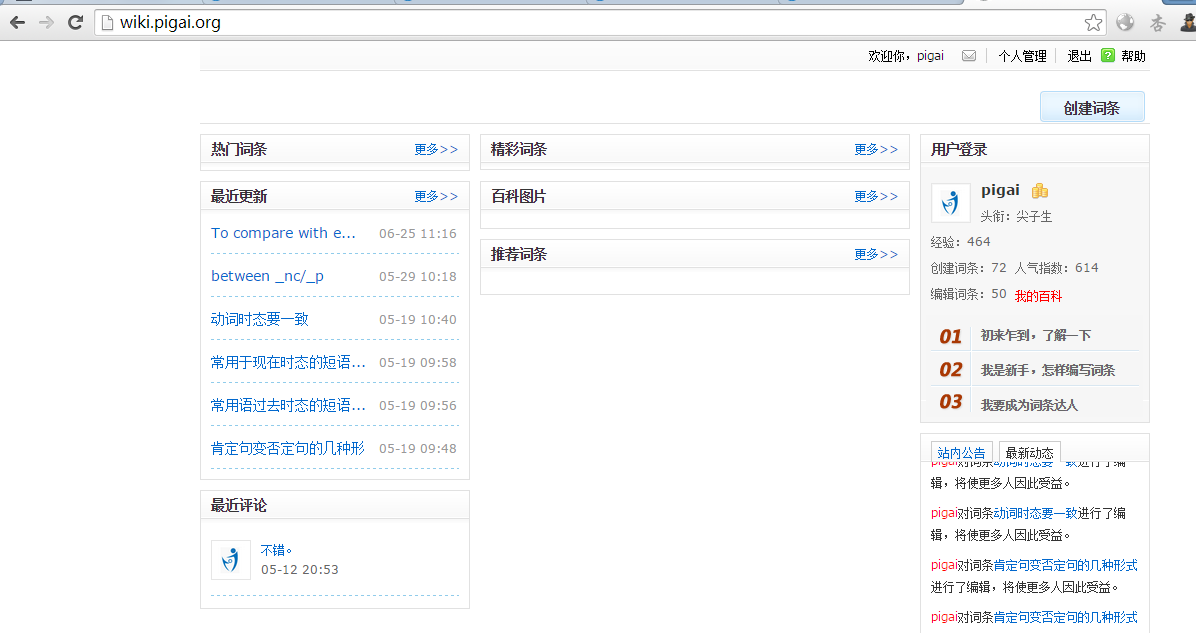 wiki.pigai.org
欢迎你，pigai 个人管理 退出 ? 帮助
创建词条
热门词条 更多>>
最近更新 更多>>
To compare with e... 06-25 11:16
between _nc/_p 05-29 10:18
动词时态要一致 05-19 10:40
常用于现在时态的短语... 05-19 09:58
常用语过去时态的短语... 05-19 09:56
肯定句变否定句的几种形 05-19 09:48
最近评论
不错。
05-12 20:53
精彩词条 更多>>
百科图片 更多>>
推荐词条 更多>>
用户登录
pigai
头衔：尖子生
经验：464
创建词条：72 人气指数：614
编辑词条：50 我的百科
01 初来乍到，了解一下
02 我是新手，怎样编写词条
03 我要成为词条达人
站内公告 最新动态
pigai对词条动词时态要一致进行了编
辑，将使更多人因此受益。
pigai对词条动词时态要一致进行了编
辑，将使更多人因此受益。
pigai对词条肯定句变否定句的几种形式
进行了编辑，将使更多人因此受益。
pigai对词条肯定句变否定句的几种形式